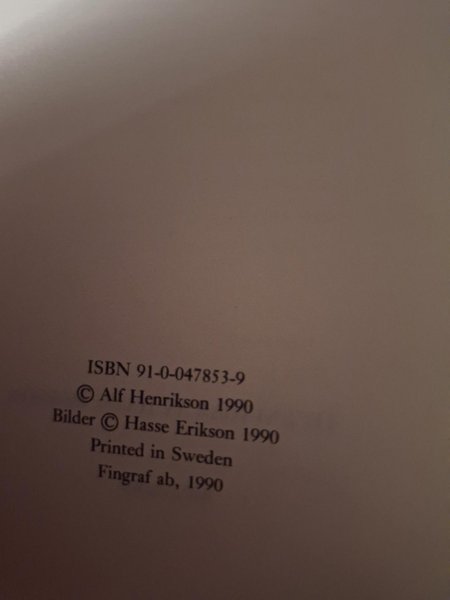 ISBN 91-0-047853-9
© Alf Henrikson 1990
Bilder © Hasse Erikson 1990
Printed in Sweden
Fingraf ab, 1990